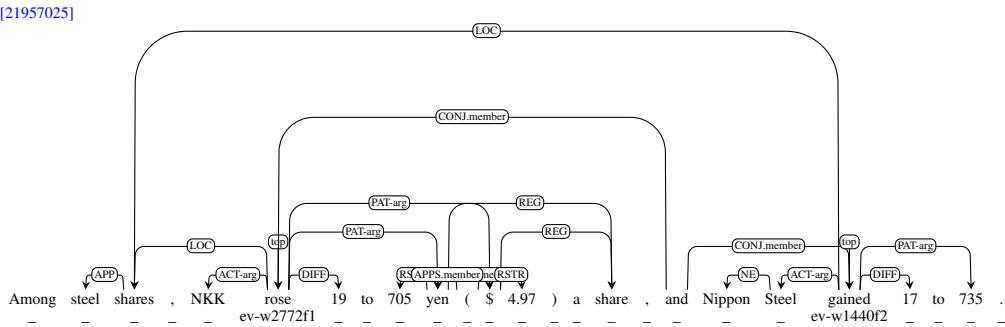 [21957025]
LOC
CONJ.member
PAT-arg REG
PAT-arg REG
LOC top CONJ.member top PAT-arg
APP ACT-arg DIFF APPS.member RSTR NE ACT-arg DIFF
Among steel shares , NKK rose 19 to 705 yen ( $ 4.97 ) a share , and Nippon Steel gained 17 to 735 .
_ _ _ _ _ ev-w2772f1 _ _ _ _ _ _ _ _ _ _ _ _ _ _ ev-w1440f2 _ _ _ _